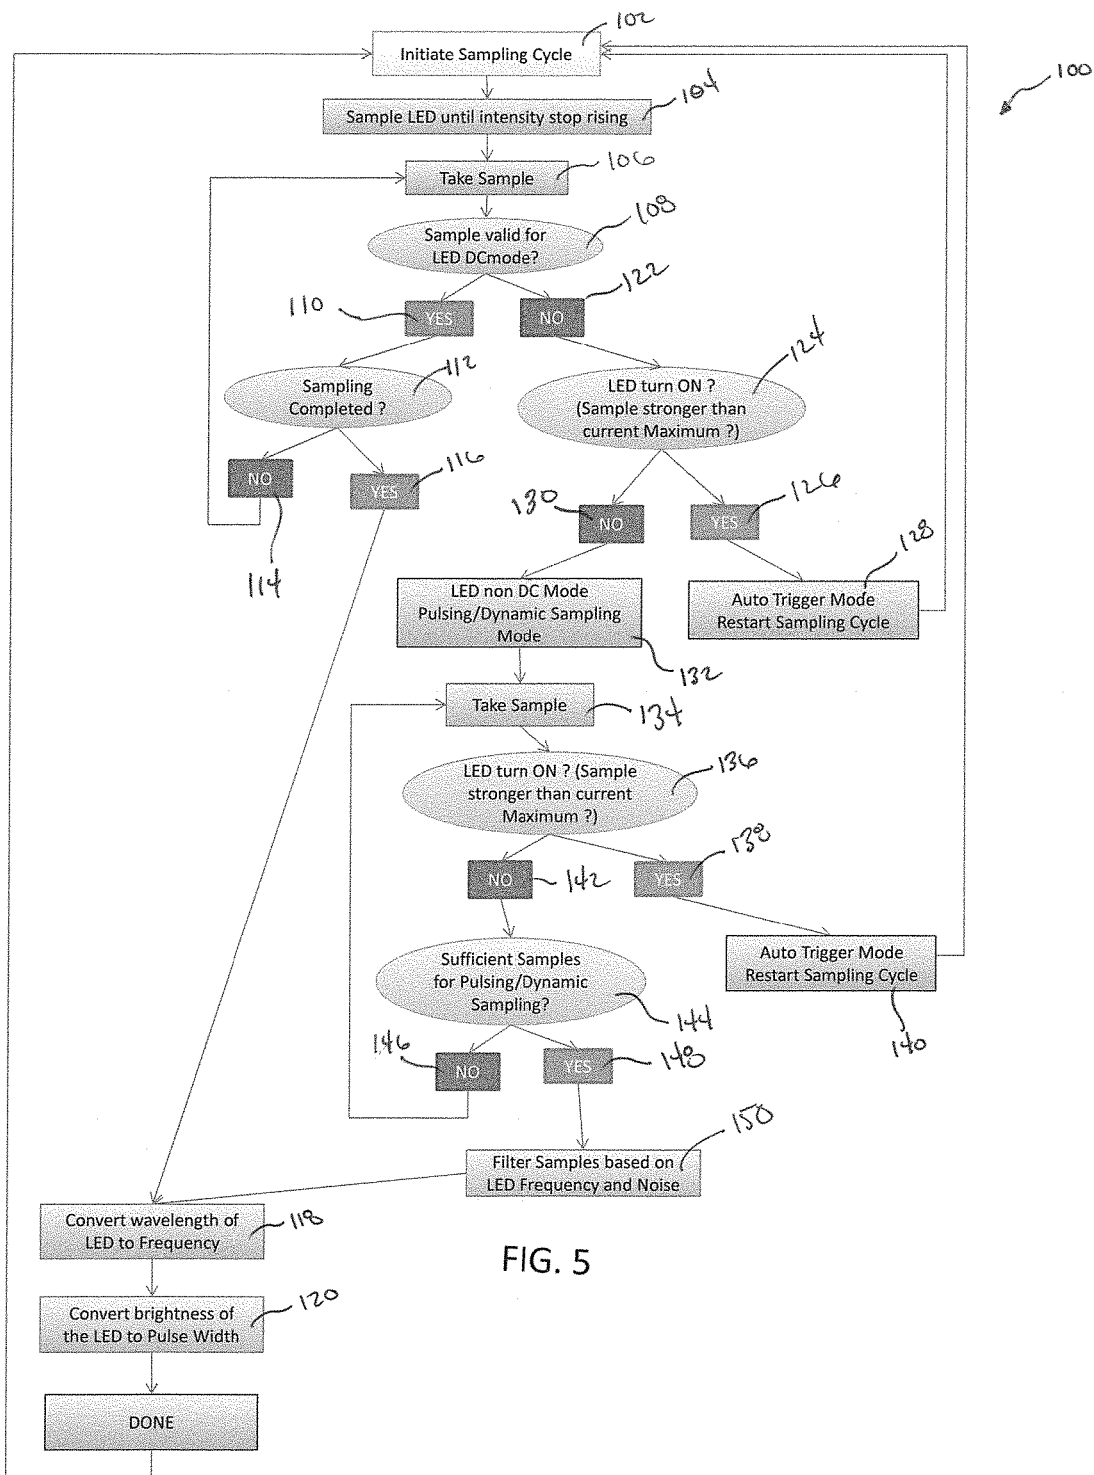 102
Initiate Sampling Cycle
100
104
Sample LED until intensity stop rising
106
Take Sample
108
Sample valid for
LED DCmode?
110
122
YES
NO
124
112
LED turn ON ?
(Sample stronger than
current Maximum ?)
Sampling
Completed ?
116
126
130
NO
YES
NO
YES
114
128
LED non DC Mode
Pulsing/Dynamic Sampling
Mode
Auto Trigger Mode
Restart Sampling Cycle
132
Take Sample
134
136
LED turn ON ? (Sample
stronger than current
Maximum ?)
138
NO
142
YES
Sufficient Samples
for Pulsing/Dynamic
Sampling?
Auto Trigger Mode
Restart Sampling Cycle
144
140
146
148
NO
YES
150
Filter Samples based on
LED Frequency and Noise
Convert wavelength of
LED to Frequency
118
FIG. 5
120
Convert brightness of
the LED to Pulse Width
DONE